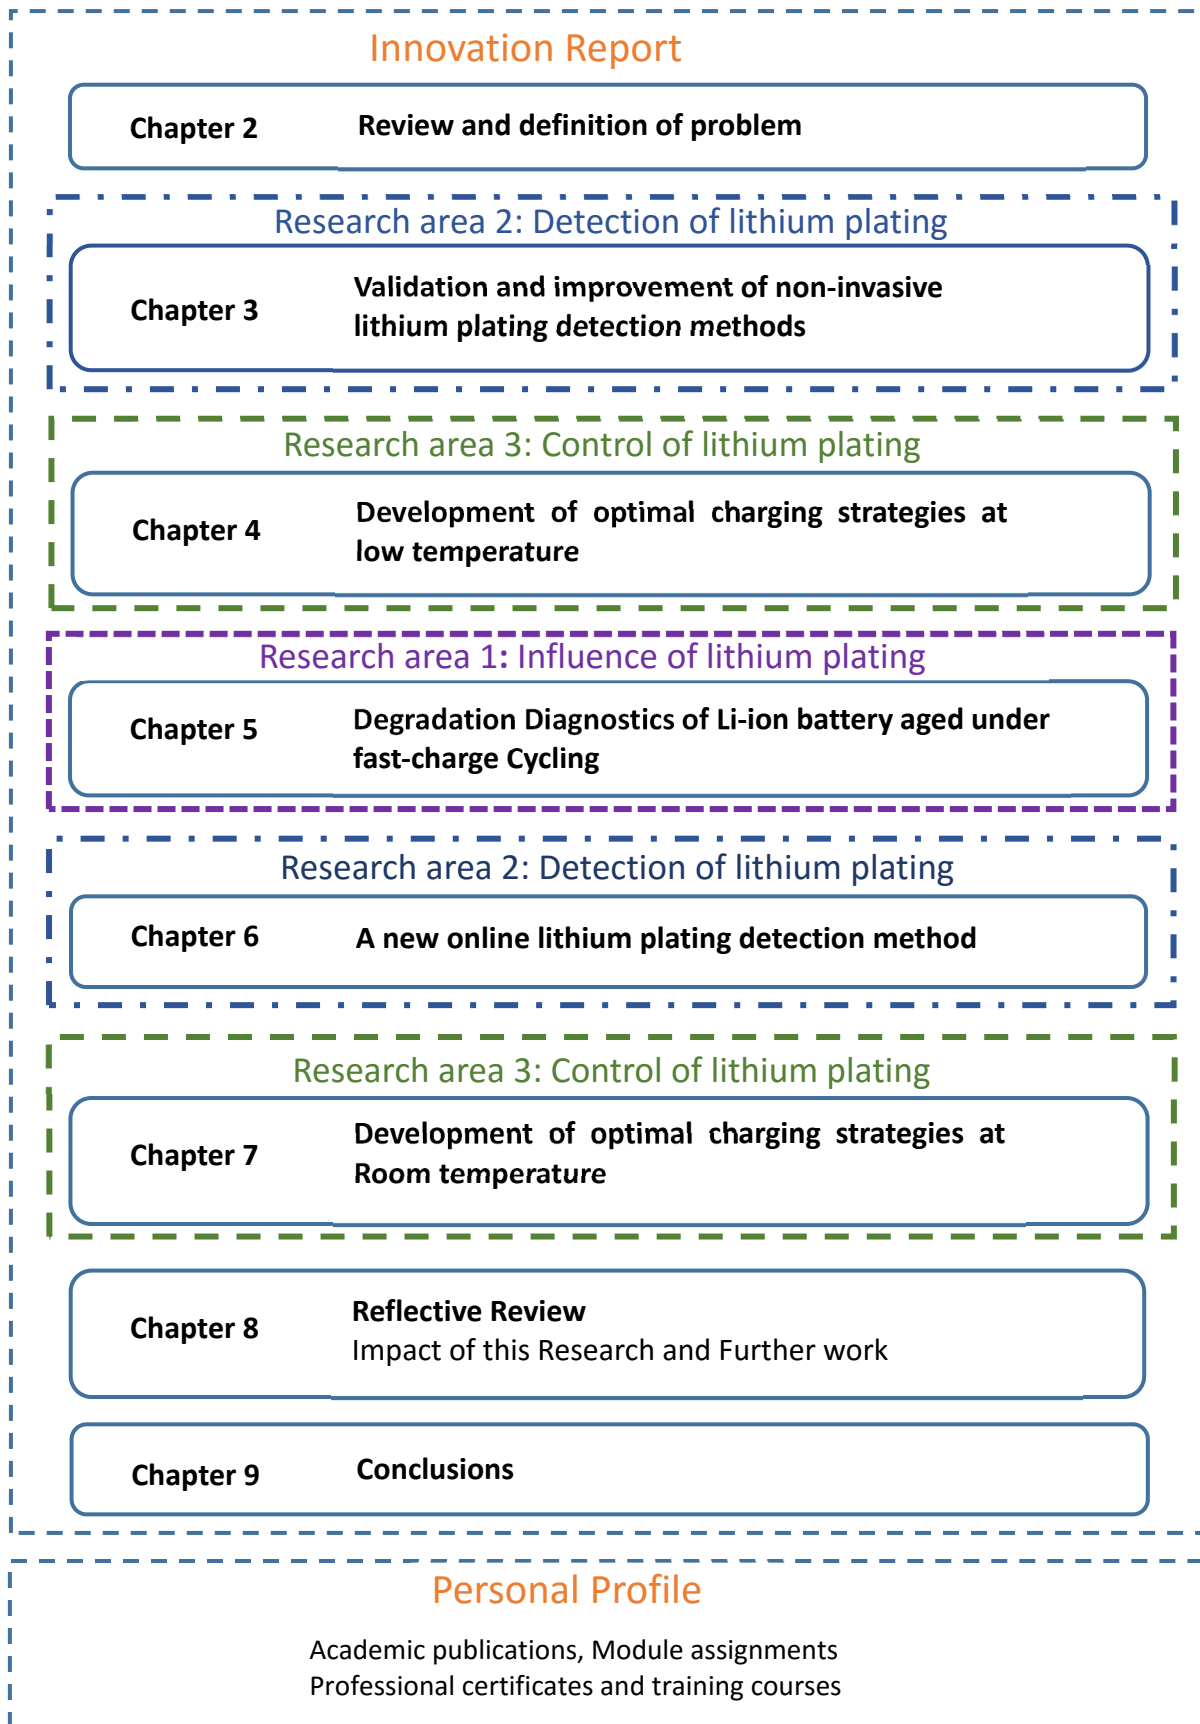 Innovation Report
Chapter 2
Review and definition of problem
Research area 2: Detection of lithium plating
Chapter 3
Validation and improvement of non-invasive
lithium plating detection methods
Research area 3: Control of lithium plating
Chapter 4
Development of optimal charging strategies at
low temperature
Research area 1: Influence of lithium plating
Chapter 5
Degradation Diagnostics of Li-ion battery aged under
fast-charge Cycling
Research area 2: Detection of lithium plating
Chapter 6
A new online lithium plating detection method
Research area 3: Control of lithium plating
Chapter 7
Development of optimal charging strategies at
Room temperature
Chapter 8
Reflective Review
Impact of this Research and Further work
Chapter 9
Conclusions
Personal Profile
Academic publications, Module assignments
Professional certificates and training courses